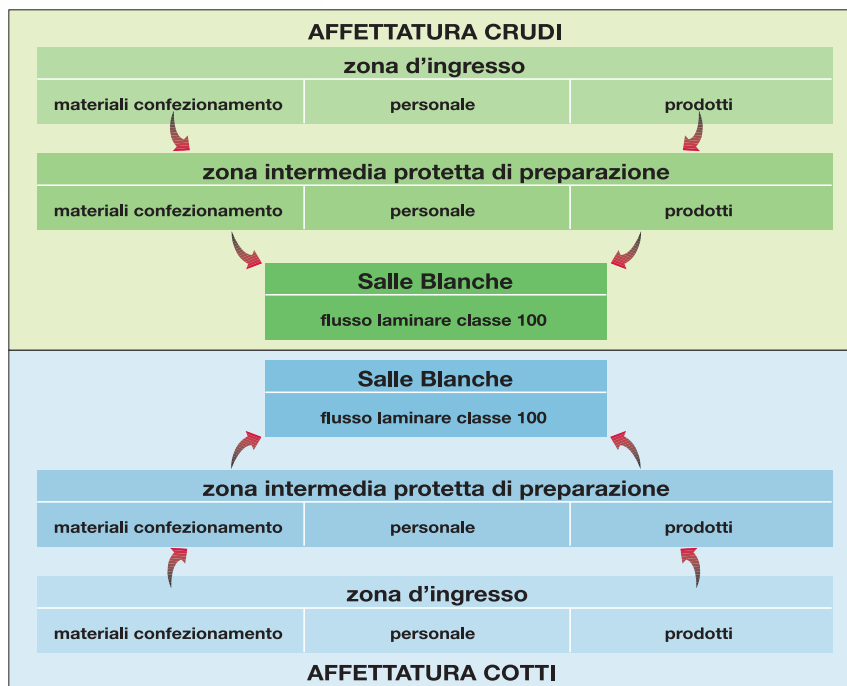 AFFETTATURA CRUDI
zona d'ingresso
materiali confezionamento personale prodotti
zona intermedia protetta di preparazione
materiali confezionamento personale prodotti
Salle Blanche
flusso laminare classe 100
Salle Blanche
flusso laminare classe 100
zona intermedia protetta di preparazione
materiali confezionamento personale prodotti
zona d'ingresso
materiali confezionamento personale prodotti
AFFETTATURA COTTI